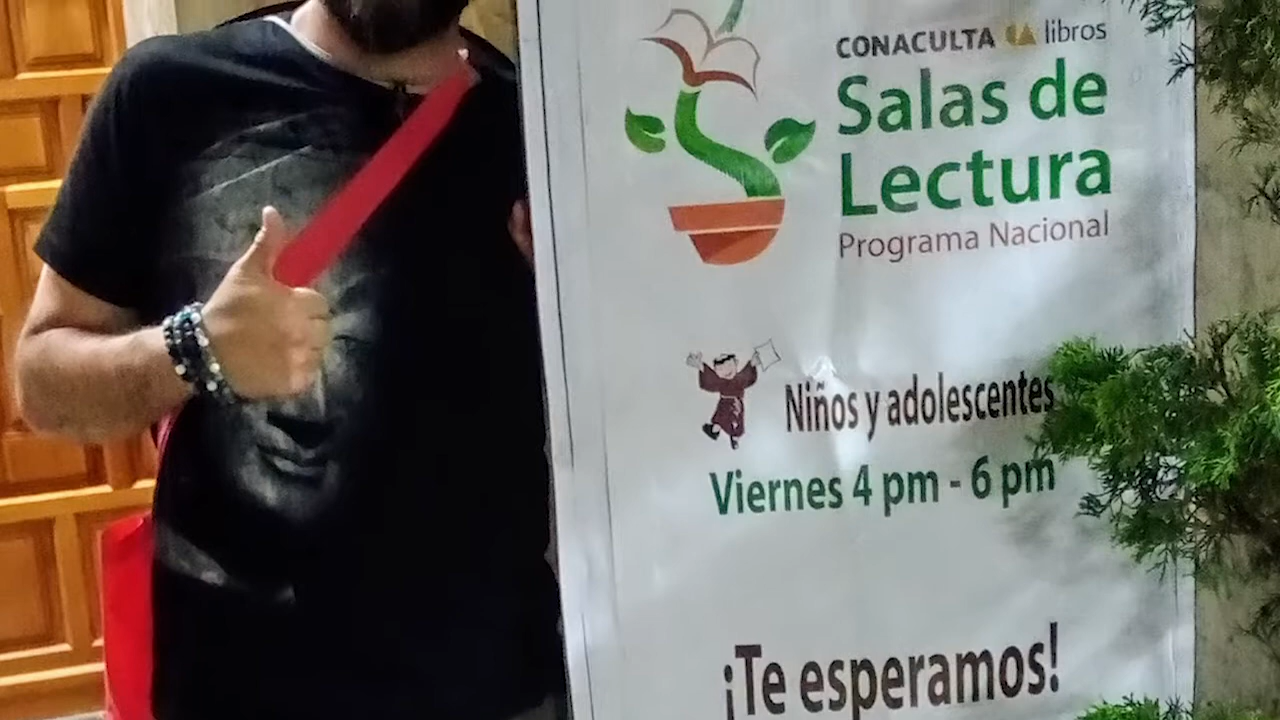 CONACULTA libros
Salas de
Lectura
Programa Nacional
Niños y adolescentes
Viernes 4 pm - 6 pm
¡Te esperamos!